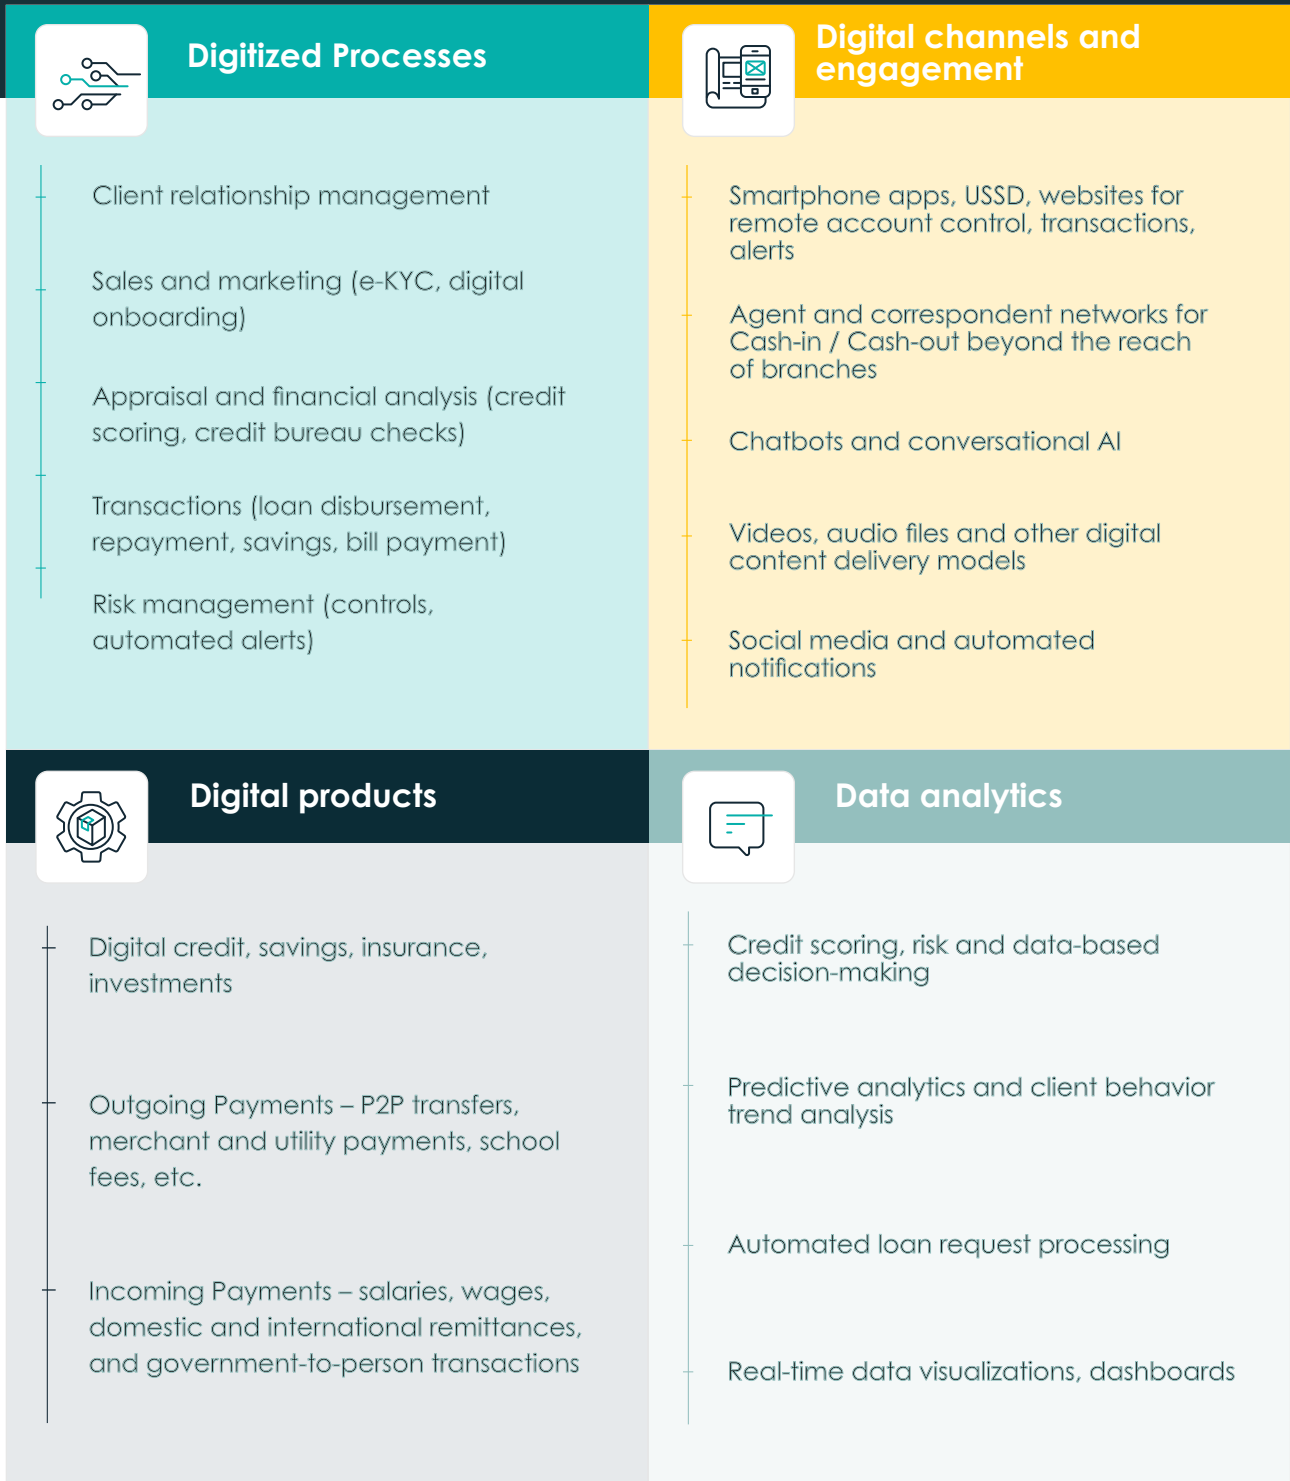 Digitized Processes
Client relationship management
Sales and marketing (e-KYC, digital
onboarding)
Appraisal and financial analysis (credit
scoring, credit bureau checks)
Transactions (loan disbursement,
repayment, savings, bill payment)
Risk management (controls,
automated alerts)
Digital channels and
engagement
Smartphone apps, USSD, websites for
remote account control, transactions,
alerts
Agent and correspondent networks for
Cash-in / Cash-out beyond the reach
of branches
Chatbots and conversational AI
Videos, audio files and other digital
content delivery models
Social media and automated
notifications
Digital products
Digital credit, savings, insurance,
investments
Outgoing Payments – P2P transfers,
merchant and utility payments, school
fees, etc.
Incoming Payments – salaries, wages,
domestic and international remittances,
and government-to-person transactions
Data analytics
Credit scoring, risk and data-based
decision-making
Predictive analytics and client behavior
trend analysis
Automated loan request processing
Real-time data visualizations, dashboards